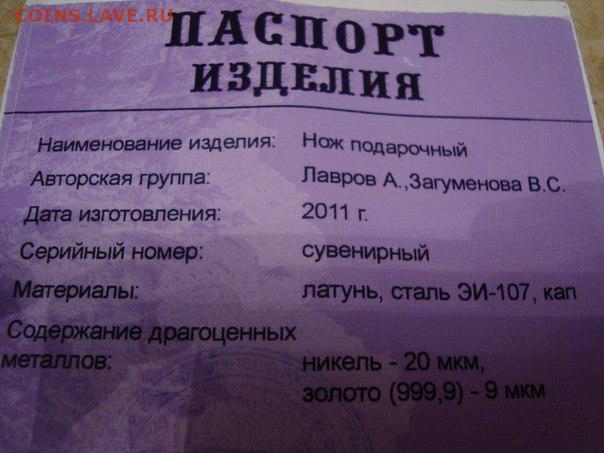 COINS.LAVE.RU
ПАСПОРТ
ИЗДЕЛИЯ
Наименование изделия: Нож подарочный
Авторская группа: Лавров А.,Загуменова В.С.
Дата изготовления: 2011 г.
Серийный номер: сувенирный
Материалы: латунь, сталь ЭИ-107, кап
Содержание драгоценных
металлов: никель - 20 мкм,
золото (999,9) - 9 мкм